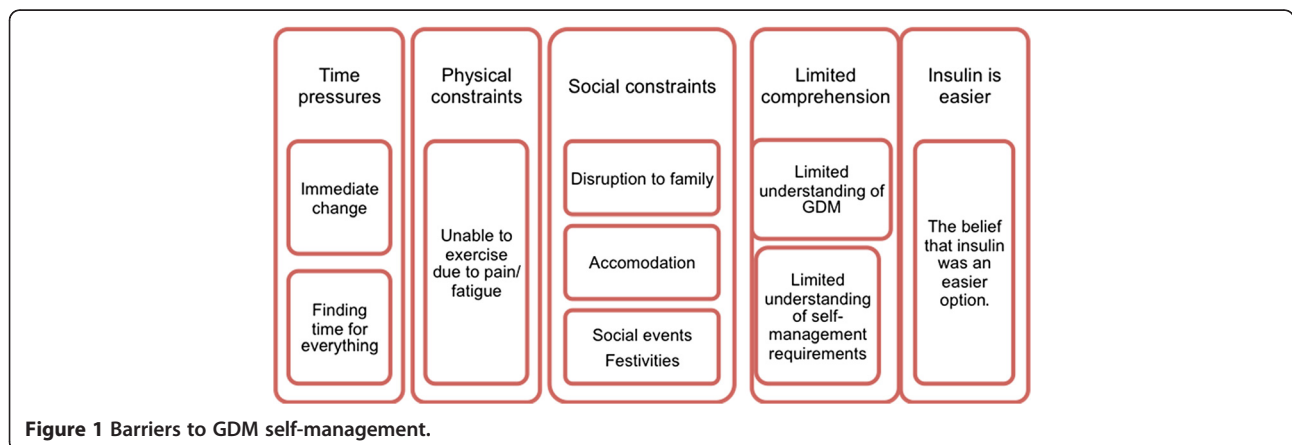 Time
pressures
Immediate
change
Finding
time for
everything
Physical
constraints
Unable to
exercise
due to pain/
fatigue
Social constraints
Disruption to family
Accomodation
Social events
Festivities
Limited
comprehension
Limited
understanding of
GDM
Limited
understanding
of self-
management
requirements
Insulin is
easier
The belief
that insulin
was an
easier
option.
Figure 1 Barriers to GDM self-management.